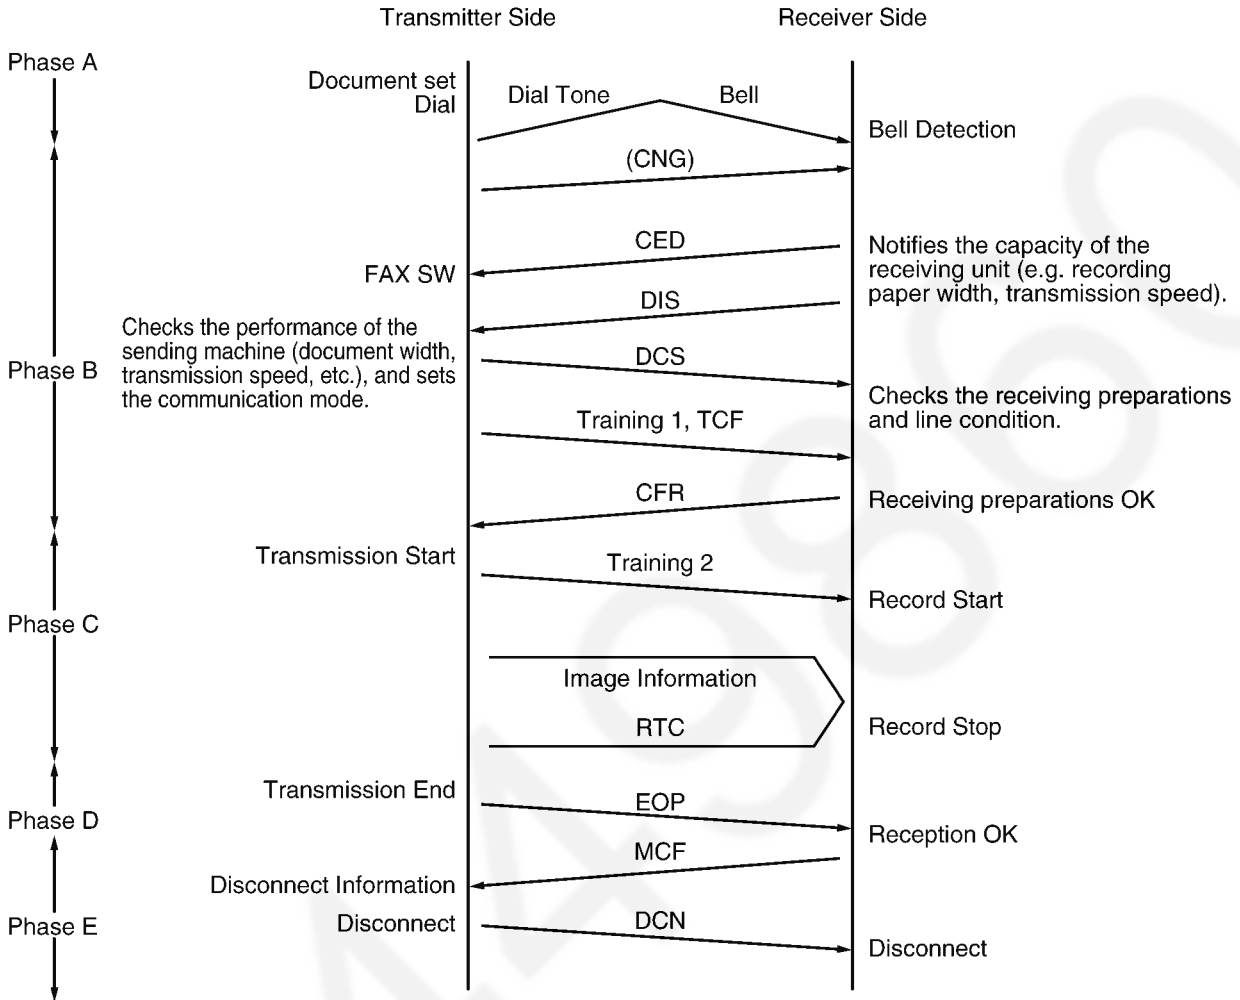 Transmitter Side
Receiver Side
Phase A
Document set
Dial
Dial Tone
Bell
Bell Detection
(CNG)
CED
FAX SW
Notifies the capacity of the
receiving unit (e.g. recording
paper width, transmission speed).
DIS
Checks the performance of the
sending machine (document width,
transmission speed, etc.), and sets
the communication mode.
Phase B
DCS
Checks the receiving preparations
and line condition.
Training 1, TCF
CFR
Receiving preparations OK
Transmission Start
Training 2
Record Start
Phase C
Image Information
RTC
Record Stop
Transmission End
EOP
Phase D
Reception OK
MCF
Disconnect Information
Phase E
Disconnect
DCN
Disconnect